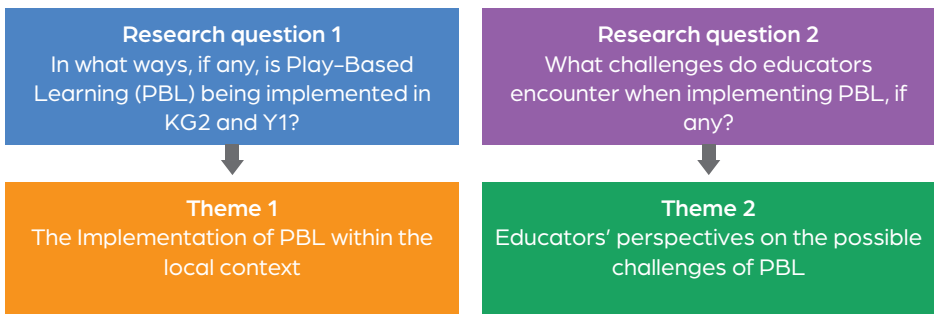 Research question 1
In what ways, if any, is Play-Based
Learning (PBL) being implemented in
KG2 and Y1?
Research question 2
What challenges do educators
encounter when implementing PBL, if
any?
Theme 1
The Implementation of PBL within the
local context
Theme 2
Educators’ perspectives on the possible
challenges of PBL